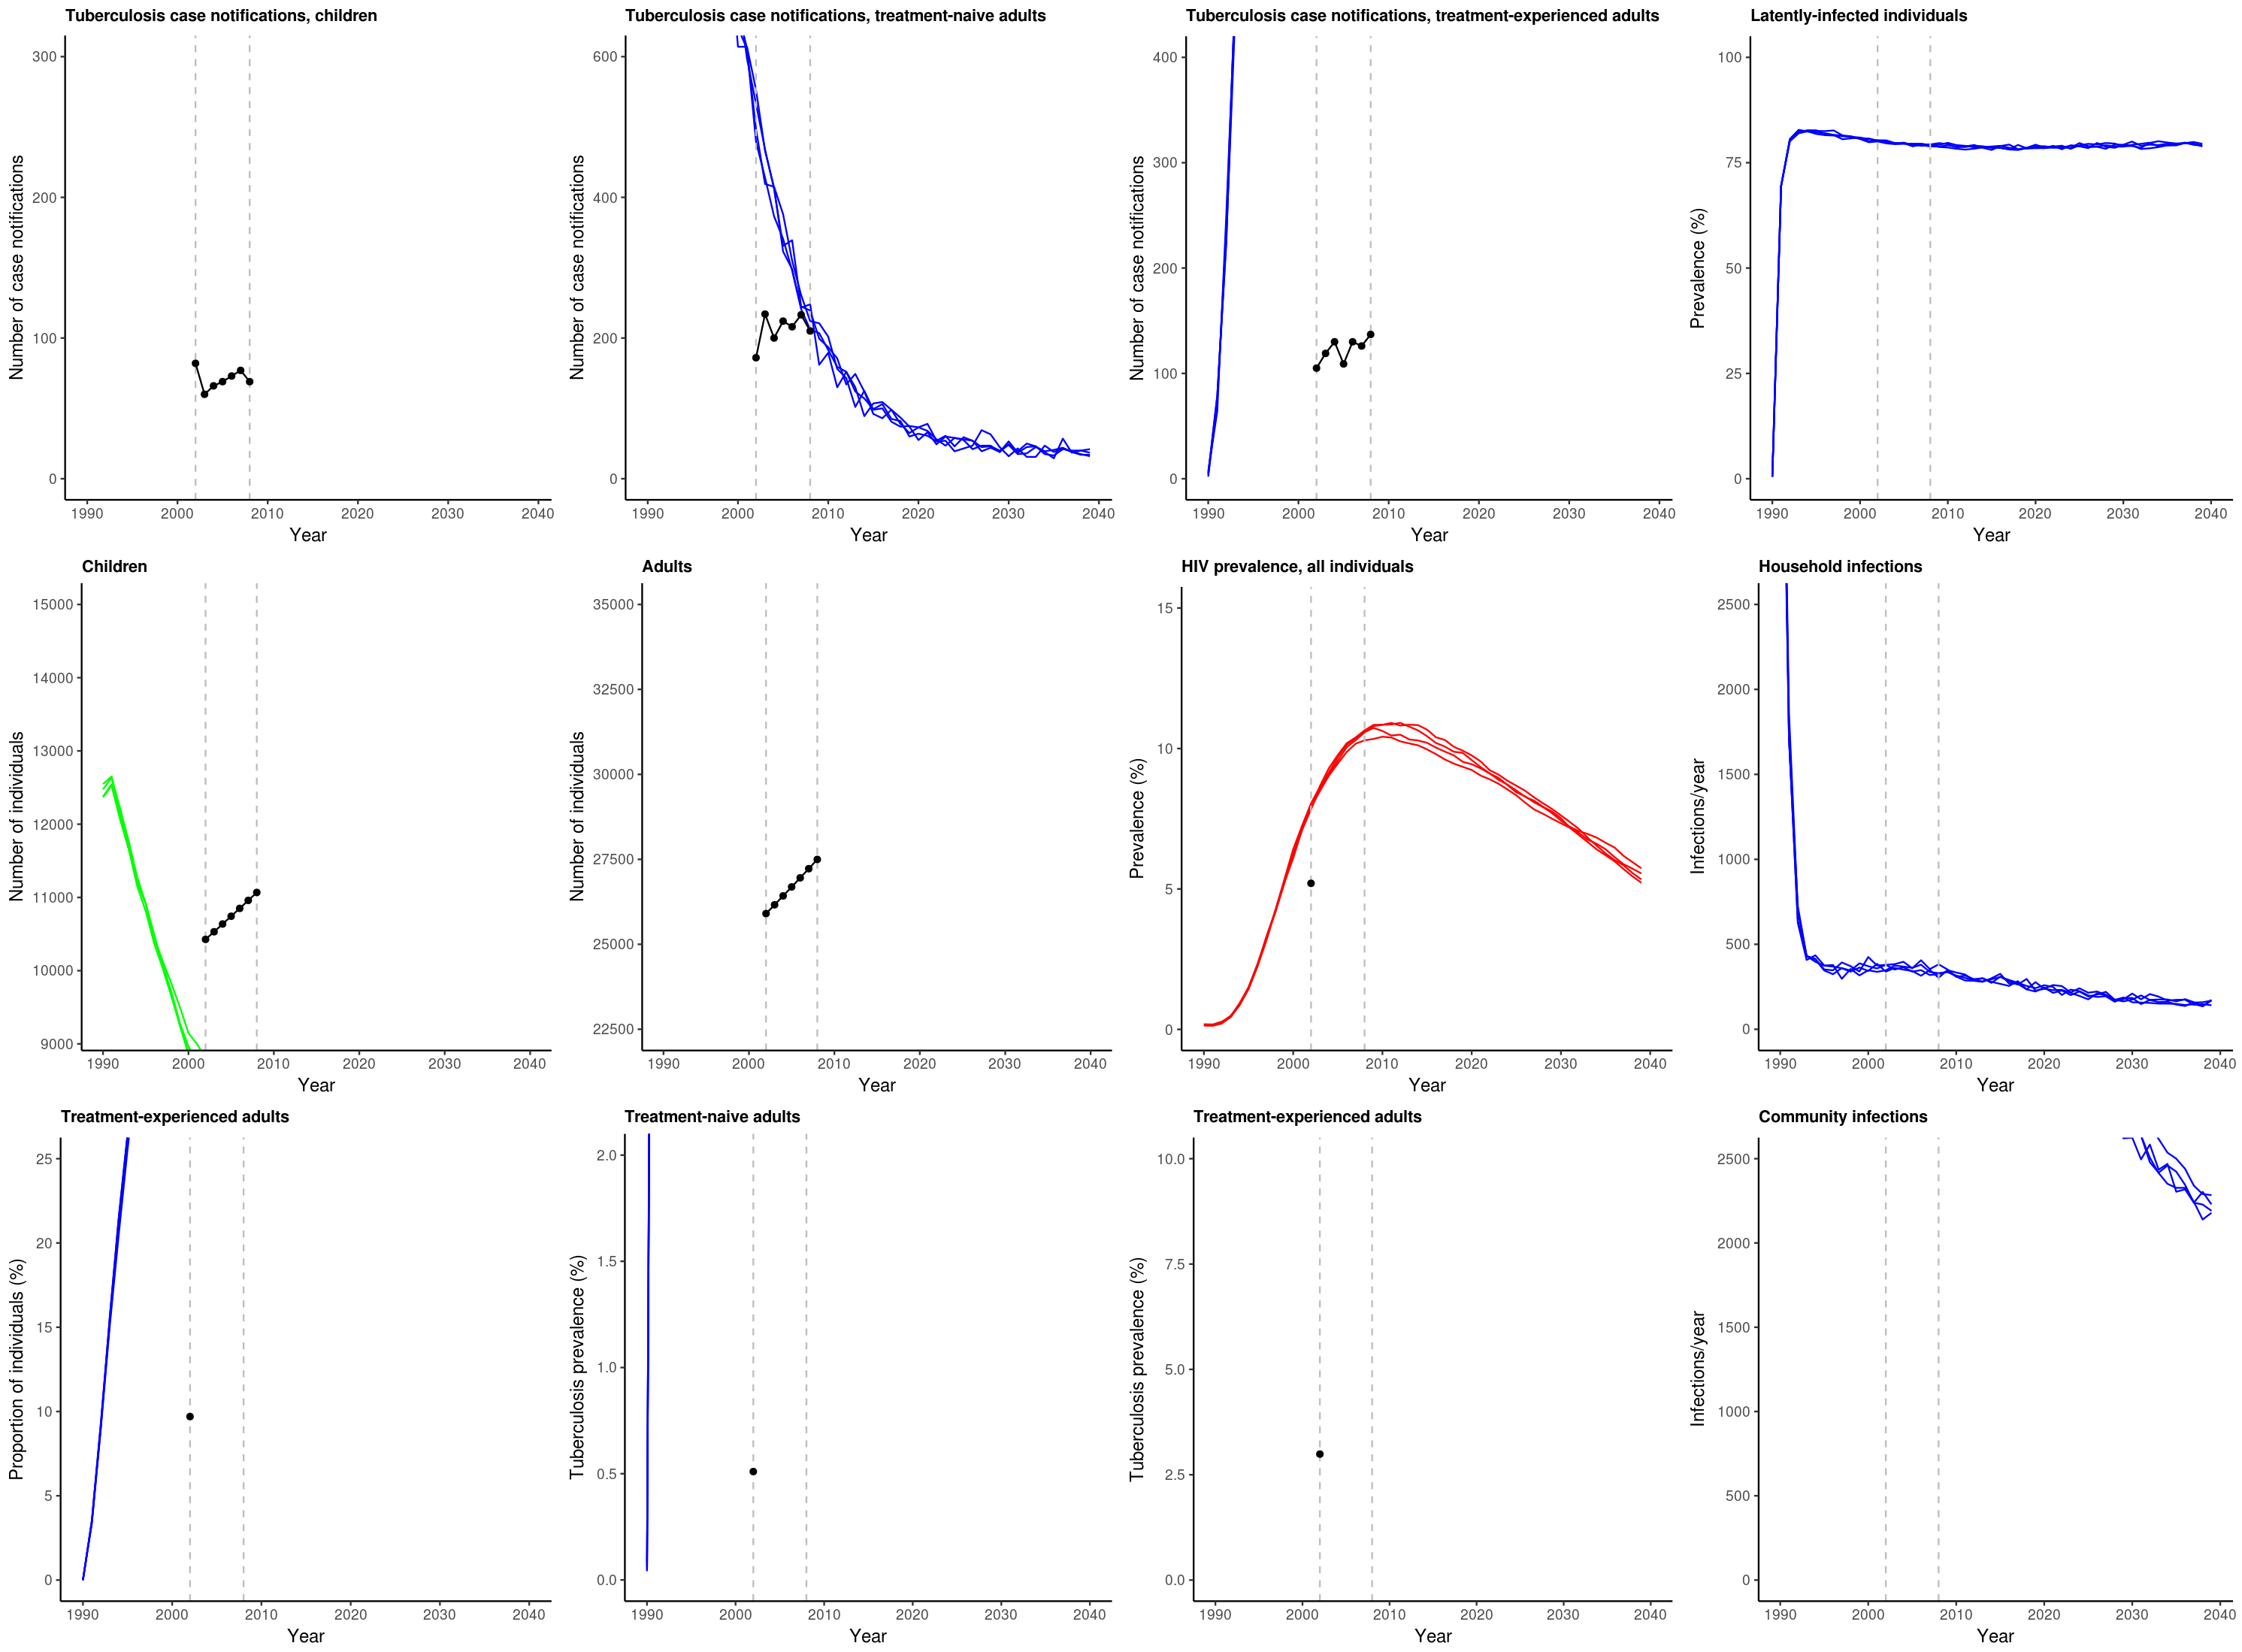 Tuberculosis case notifications, children
Number of case notifications
300
200
100
0
1990 2000 2010 2020 2030 2040
Year
Tuberculosis case notifications, treatment-naive adults
Number of case notifications
600
400
200
0
1990 2000 2010 2020 2030 2040
Year
Tuberculosis case notifications, treatment-experienced adults
Number of case notifications
400
300
200
100
0
1990 2000 2010 2020 2030 2040
Year
Latently-infected individuals
Prevalence (%)
100
75
50
25
0
1990 2000 2010 2020 2030 2040
Year
Children
Number of individuals
15000
14000
13000
12000
11000
10000
9000
1990 2000 2010 2020 2030 2040
Year
Adults
Number of individuals
35000
32500
30000
27500
25000
22500
1990 2000 2010 2020 2030 2040
Year
HIV prevalence, all individuals
Prevalence (%)
15
10
5
0
1990 2000 2010 2020 2030 2040
Year
Household infections
Infections/year
2500
2000
1500
1000
500
0
1990 2000 2010 2020 2030 2040
Year
Treatment-experienced adults
Proportion of individuals (%)
25
20
15
10
5
0
1990 2000 2010 2020 2030 2040
Year
Treatment-naive adults
Tuberculosis prevalence (%)
2.0
1.5
1.0
0.5
0.0
1990 2000 2010 2020 2030 2040
Year
Treatment-experienced adults
Tuberculosis prevalence (%)
10.0
7.5
5.0
2.5
0.0
1990 2000 2010 2020 2030 2040
Year
Community infections
Infections/year
2500
2000
1500
1000
500
0
1990 2000 2010 2020 2030 2040
Year